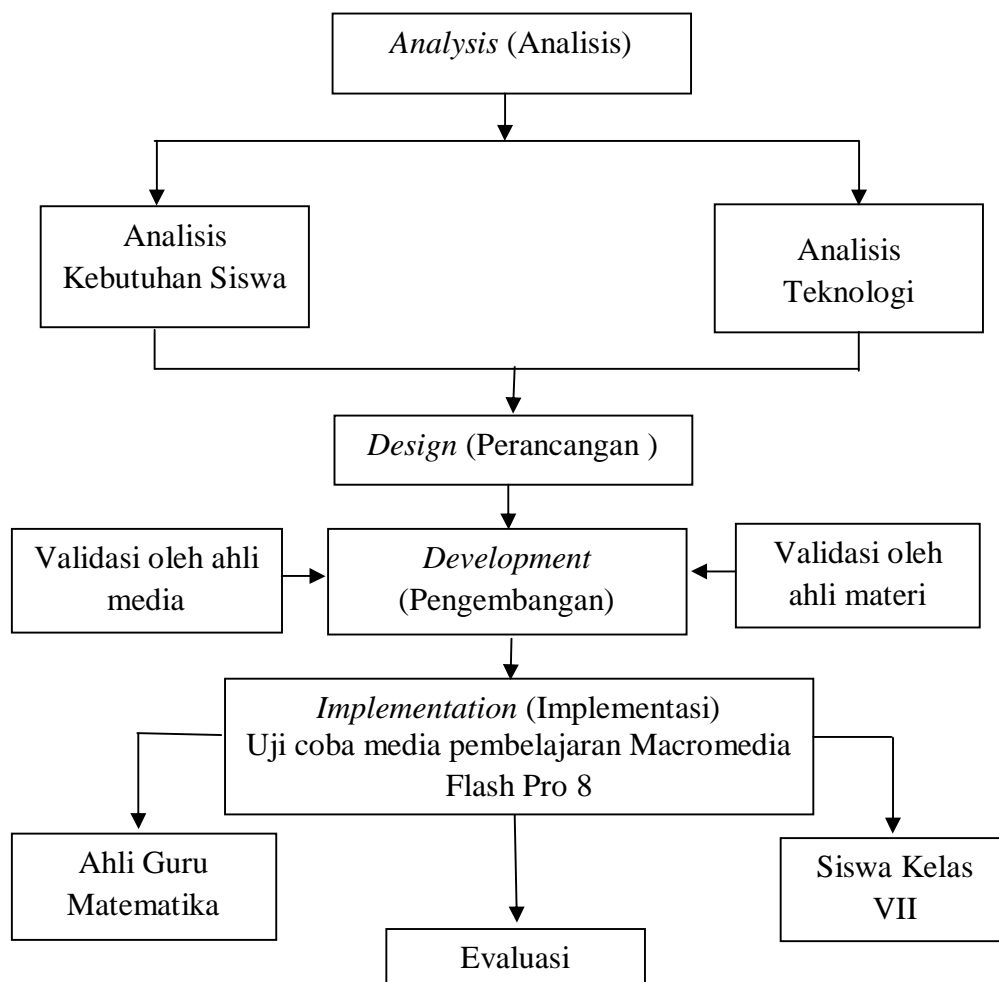 Analysis (Analisis)
Analisis
Kebutuhan Siswa
Analisis
Teknologi
Design (Perancangan )
Validasi oleh ahli
media
Development
(Pengembangan)
Validasi oleh
ahli materi
Implementation (Implementasi)
Uji coba media pembelajaran Macromedia
Flash Pro 8
Ahli Guru
Matematika
Siswa Kelas
VII
Evaluasi